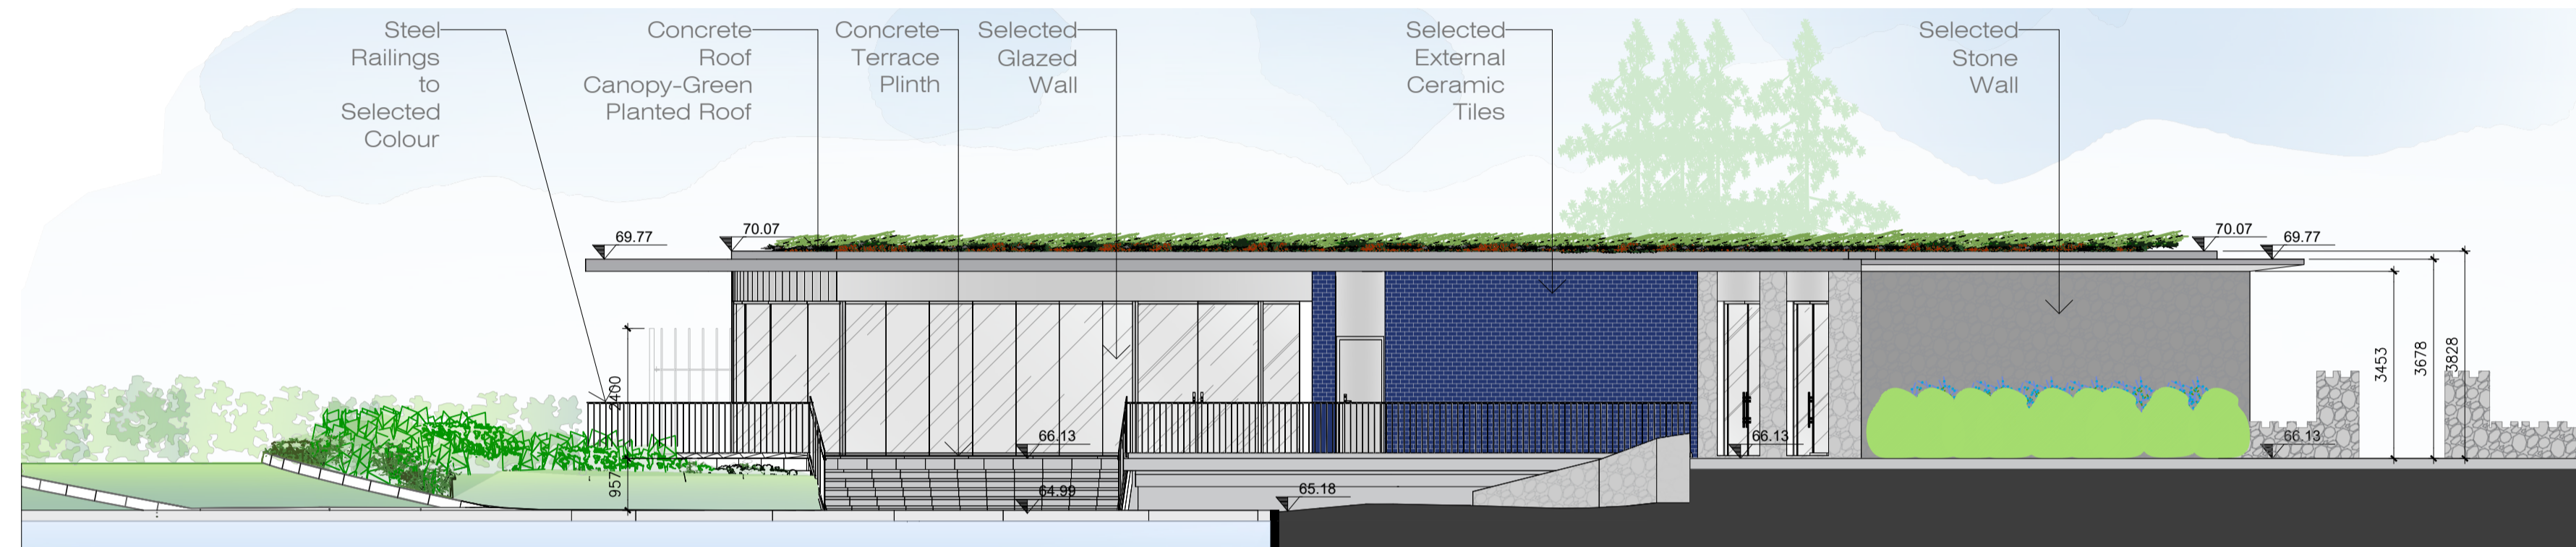 Steel
Railings
to
Selected
Colour
Concrete
Roof
Canopy-Green
Planted Roof
Concrete
Terrace
Plinth
Selected
Glazed
Wall
Selected
External
Ceramic
Tiles
Selected
Stone
Wall
69.77
70.07
70.07
69.77
2400
957
66.13
64.99
65.18
66.13
66.13
3453
3678
3828